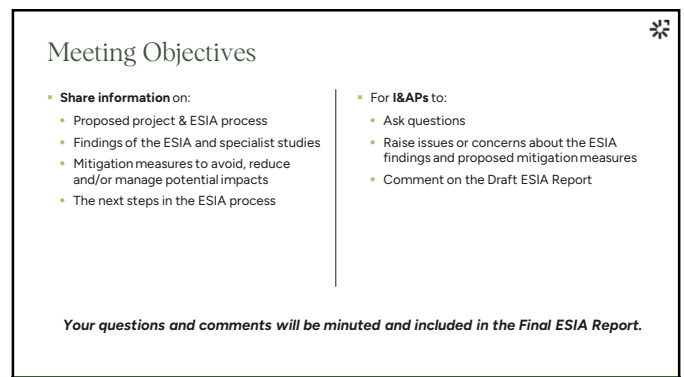 Meeting Objectives
Share information on:
Proposed project & ESIA process
Findings of the ESIA and specialist studies
Mitigation measures to avoid, reduce
and/or manage potential impacts
The next steps in the ESIA process
For I&APs to:
Ask questions
Raise issues or concerns about the ESIA
findings and proposed mitigation measures
Comment on the Draft ESIA Report
Your questions and comments will be minuted and included in the Final ESIA Report.